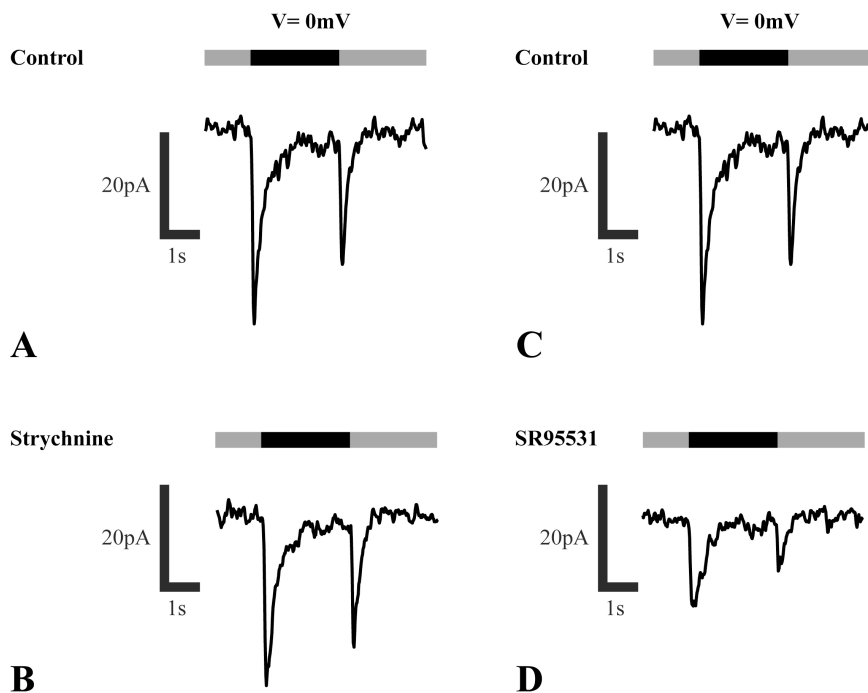 V= 0mV
Control
20pA
1s
A
V= 0mV
Control
20pA
1s
C
Strychnine
20pA
1s
B
SR95531
20pA
1s
D